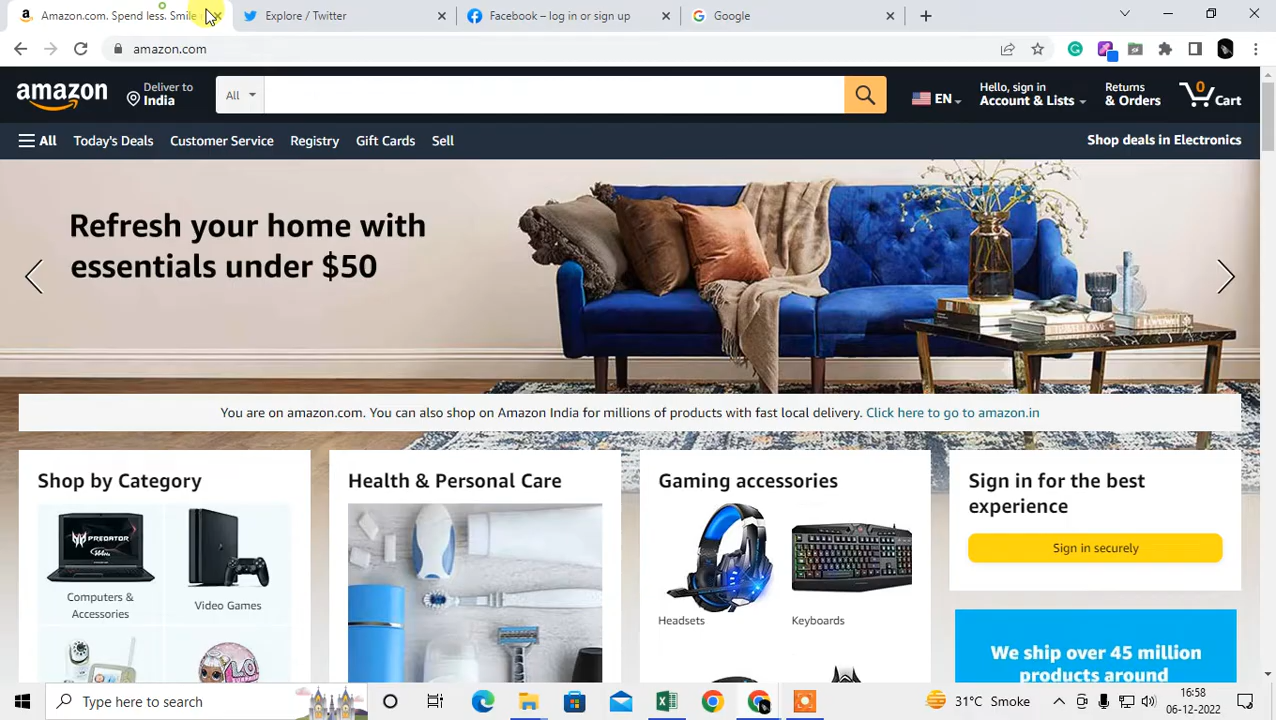 Amazon.com. Spend less. Smile
Explore / Twitter
Facebook – log in or sign up
Google
amazon.com
amazon
Deliver to
India
All
EN
Hello, sign in
Account & Lists
Returns
& Orders
0
Cart
All
Today's Deals
Customer Service
Registry
Gift Cards
Sell
Shop deals in Electronics
Refresh your home with
essentials under $50
You are on amazon.com. You can also shop on Amazon India for millions of products with fast local delivery. Click here to go to amazon.in
Shop by Category
PREDATOR
Computers &
Accessories
Video Games
Health & Personal Care
Gaming accessories
Headsets
Keyboards
Sign in for the best
experience
Sign in securely
We ship over 45 million
products around
Type here to search
31°C Smoke
16:58
06-12-2022